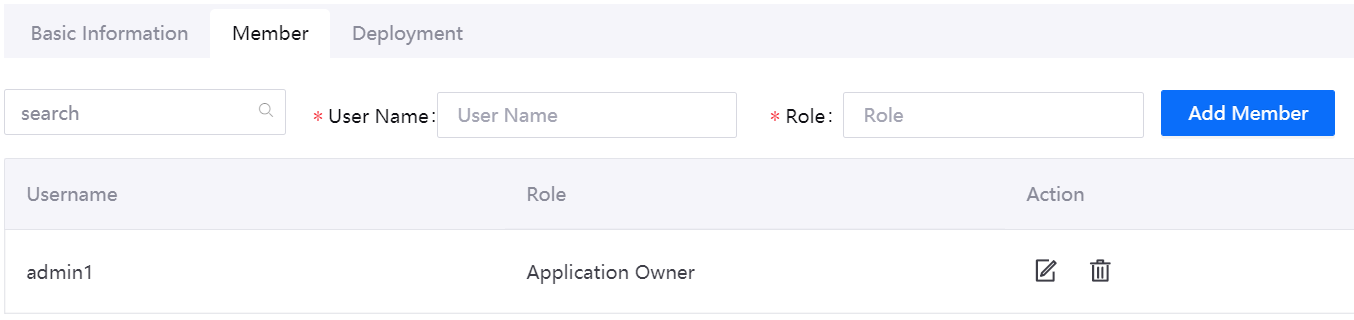 Basic Information Member Deployment
search * User Name: User Name * Role: Role Add Member
Username Role Action
admin1 Application Owner